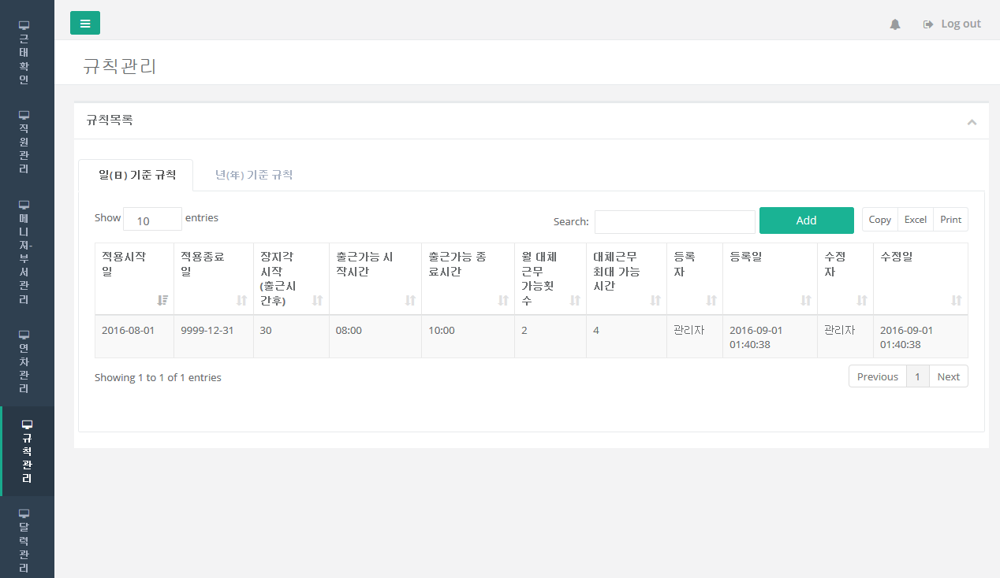 Log out
근
태
확
인
직
원
관
리
메
니
저-
부
서
관
리
연
차
관
리
규
칙
관
리
달
력
관
리
규칙관리
규칙목록
일(日) 기준 규칙
년(年) 기준 규칙
Show 10 entries
Search:
Add
Copy Excel Print
적용시작
일
적용종료
일
장지각
시작
(출근시
간후)
출근가능 시
작시간
출근가능 종
료시간
월 대체
근무
가능횟
수
대체근무
최대 가능
시간
등록
자
등록일
수정
자
수정일
2016-08-01
9999-12-31
30
08:00
10:00
2
4
관리자
2016-09-01
01:40:38
관리자
2016-09-01
01:40:38
Showing 1 to 1 of 1 entries
Previous 1 Next